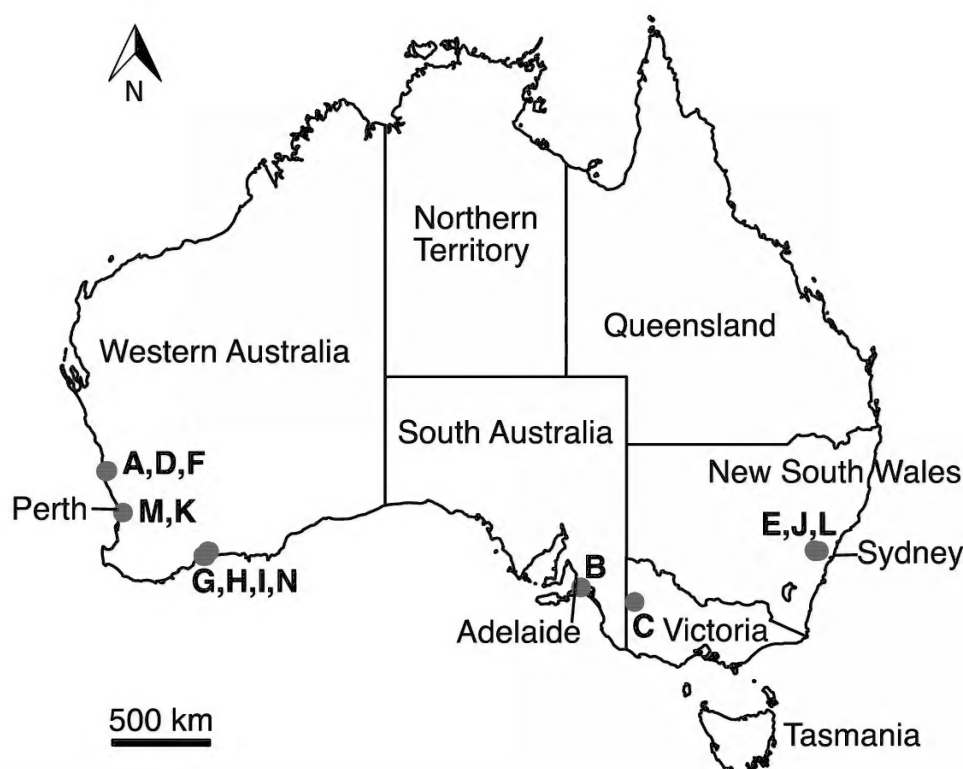 N
Northern
Territory
Queensland
Western Australia
South Australia
New South Wales
A,D,F
Perth
M,K
E,J,L
Sydney
G,H,I,N
B
Adelaide
C
Victoria
500 km
Tasmania